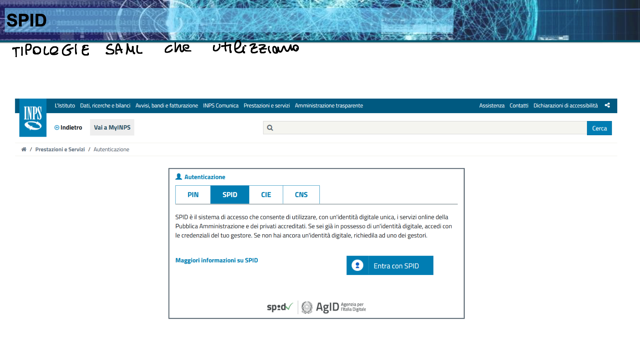 SPID
TIPOLOGIE SAML che utilizziamo
INPS
L'Istituto Dati, ricerche e bilanci Avvisi, bandi e fatturazione INPS Comunica Prestazioni e servizi Amministrazione trasparente
Assistenza Contatti Dichiarazioni di accessibilità
Indietro Vai a MyINPS
Cerca
/ Prestazioni e Servizi / Autenticazione
Autenticazione
PIN SPID CIE CNS
SPID è il sistema di accesso che consente di utilizzare, con un'identità digitale unica, i servizi online della
Pubblica Amministrazione e dei privati accreditati. Se sei già in possesso di un'identità digitale, accedi con
le credenziali del tuo gestore. Se non hai ancora un'identità digitale, richiedila ad uno dei gestori.
Maggiori informazioni su SPID
Entra con SPID
spid AgID Agenzia per
l'Italia Digitale